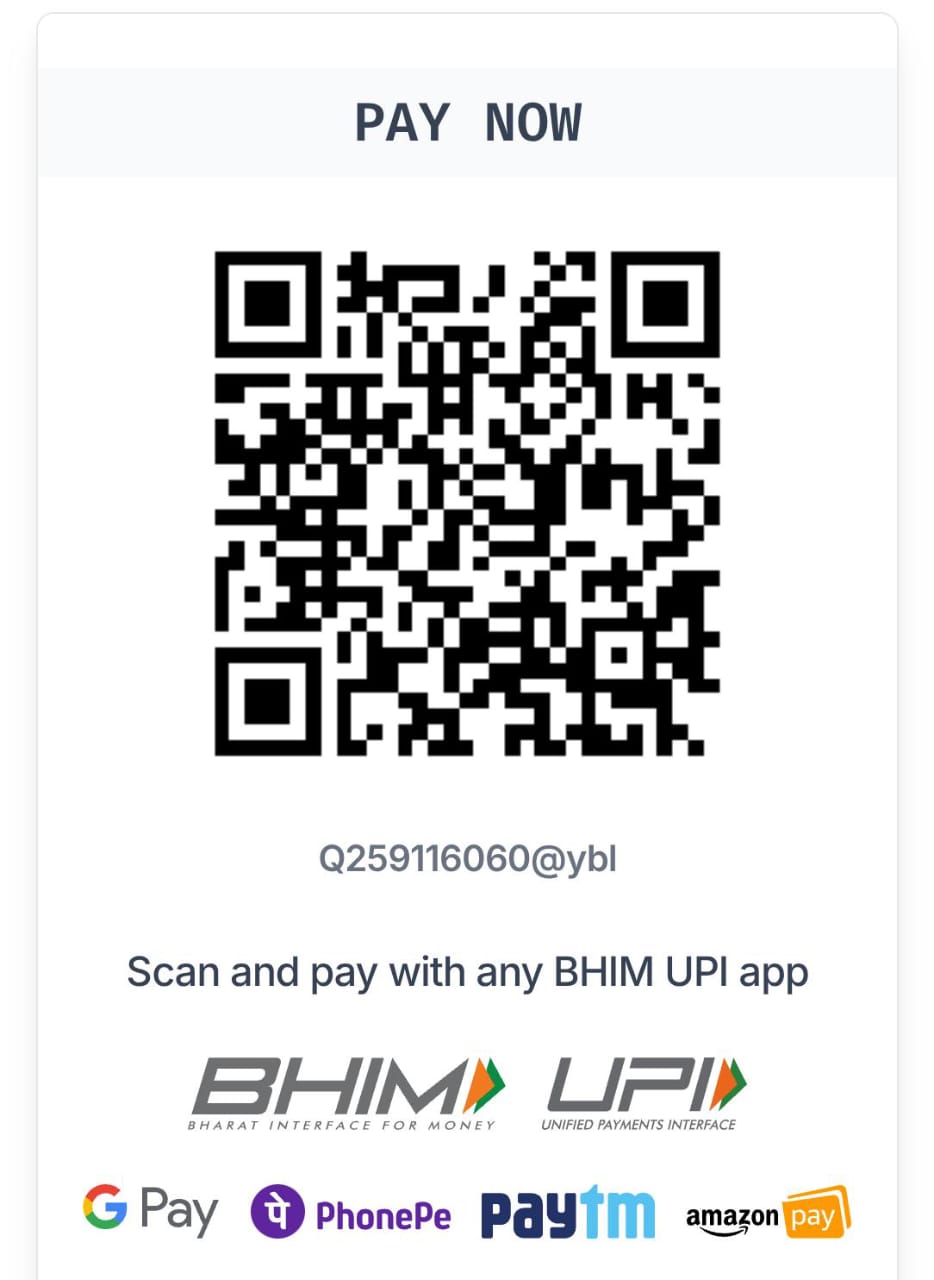 PAY NOW
Q259116060@ybl
Scan and pay with any BHIM UPI app
BHIM UPI
BHARAT INTERFACE FOR MONEY UNIFIED PAYMENTS INTERFACE
G Pay पे PhonePe paytm amazon pay